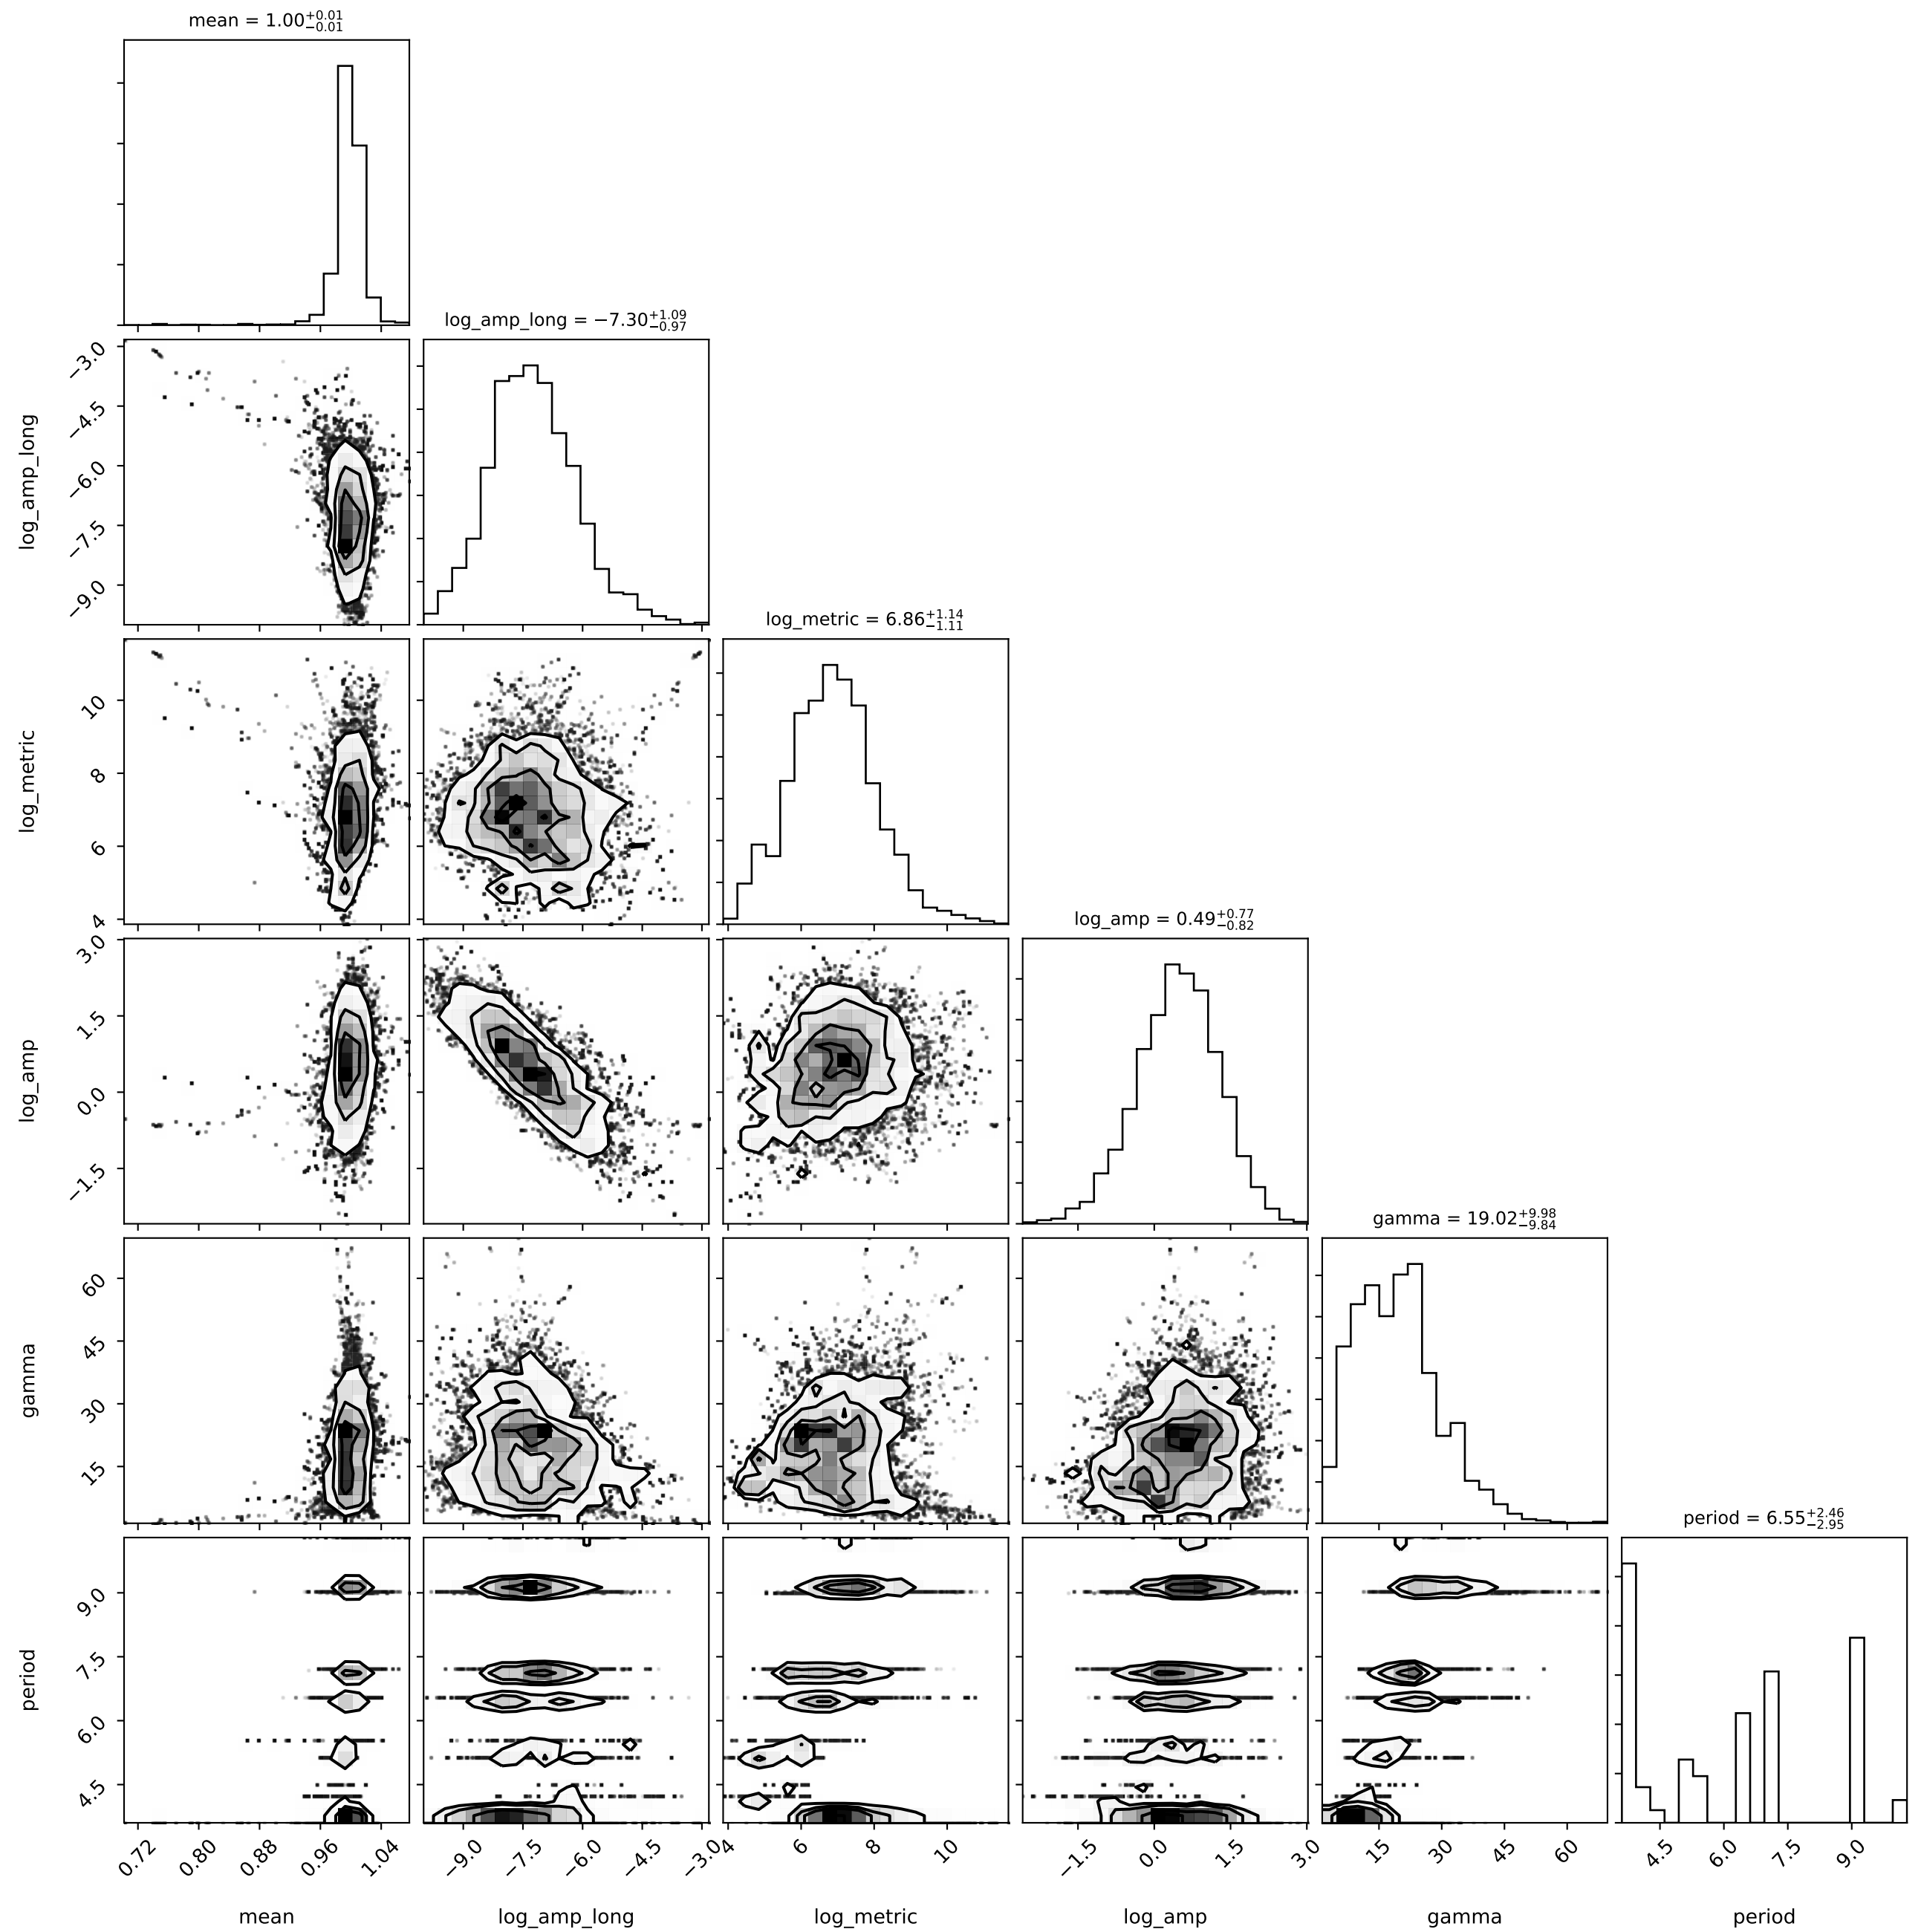 mean = 1.00+0.01−0.01
log_amp_long = −7.30+1.09−0.97
−3.0
−4.5
−6.0
−7.5
−9.0
log_amp_long
log_metric = 6.86+1.14−1.11
10
8
6
4
log_metric
log_amp = 0.49+0.77−0.82
3.0
1.5
0.0
−1.5
log_amp
gamma = 19.02+9.98−9.84
60
45
30
15
gamma
period = 6.55+2.46−2.95
9.0
7.5
6.0
4.5
period
0.72 0.80 0.88 0.96 1.04 −9.0 −7.5 −6.0 −4.5 −3.0 4 6 8 10 −1.5 0.0 1.5 3.0 15 30 45 60 4.5 6.0 7.5 9.0
mean log_amp_long log_metric log_amp gamma period